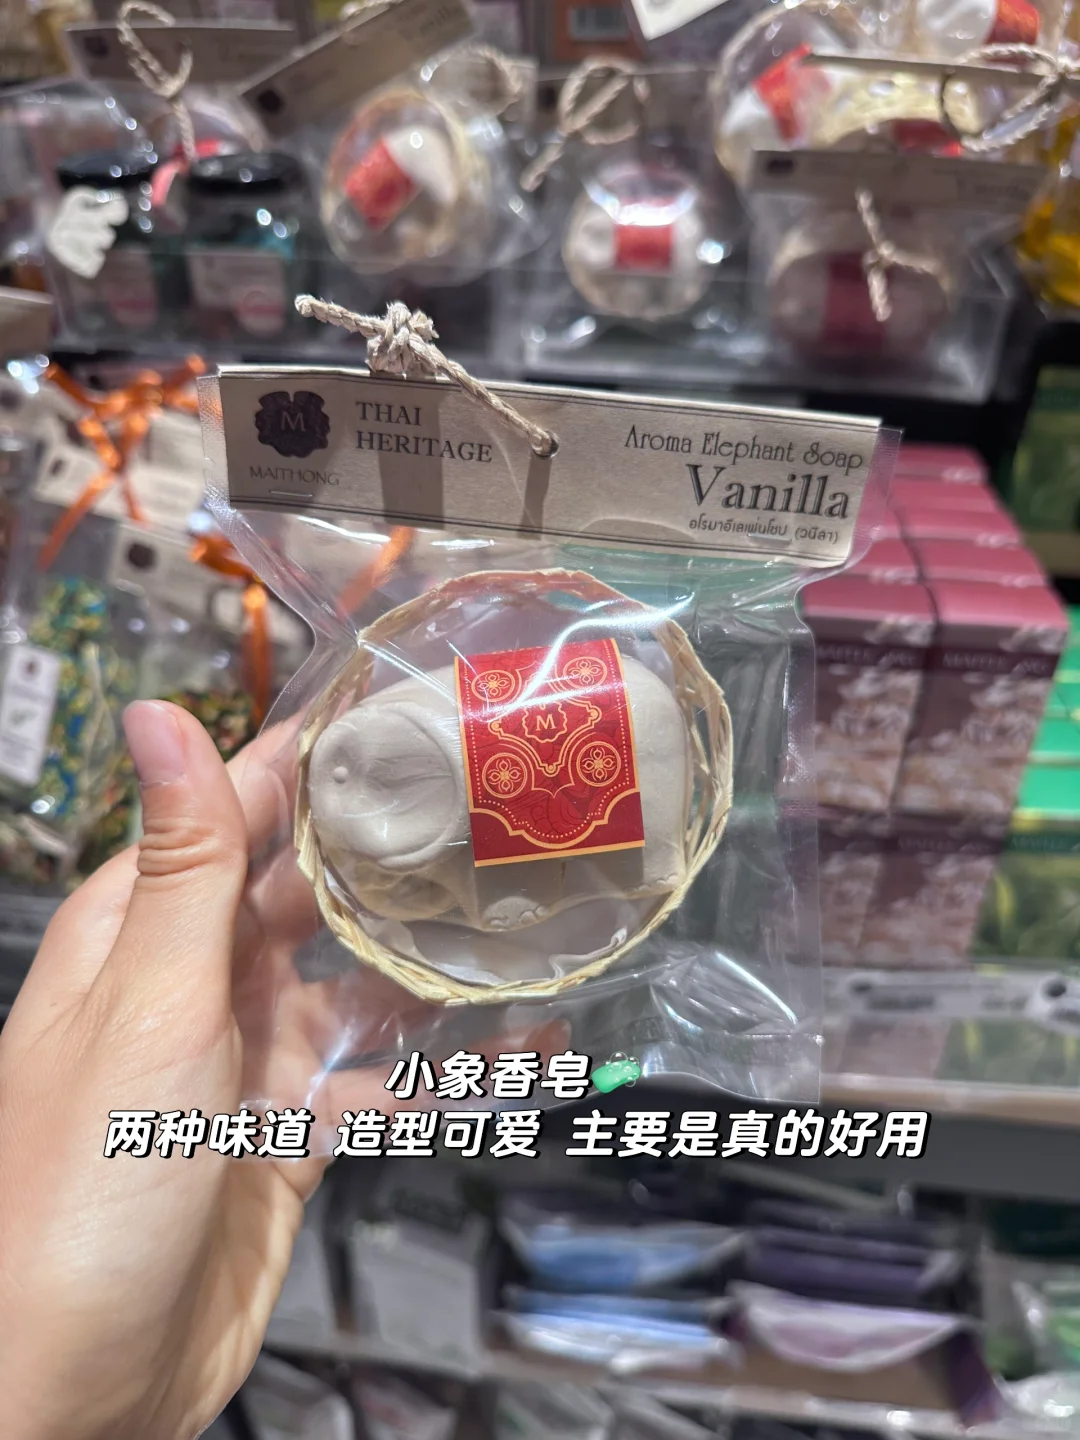 M
MAITHONG
THAI
HERITAGE
Aroma Elephant Soap
Vanilla
อโรมาอีเลเฟ่นโซป (วนิลา)
M
小象香皂
两种味道 造型可爱 主要是真的好用